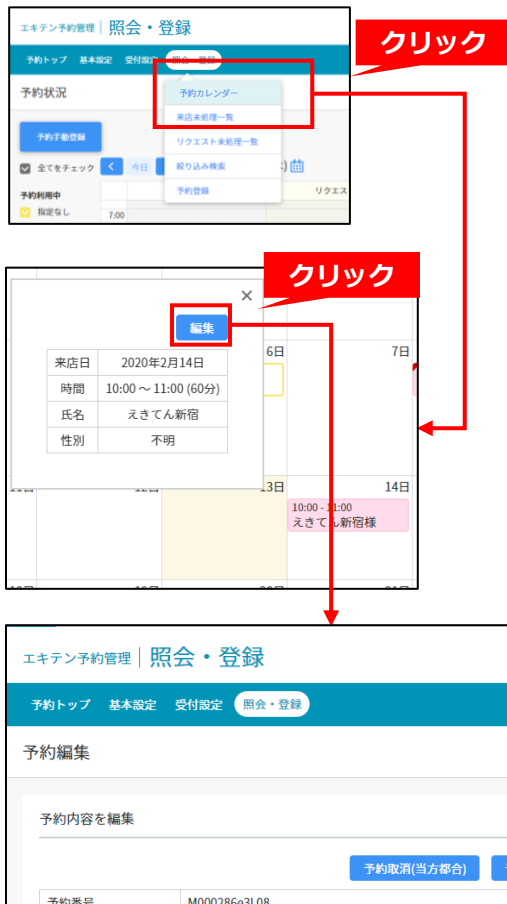 エキテン予約管理 照会・登録
予約トップ 基本設定 受付設定 照会・登録
クリック
予約状況
予約カレンダー
来店未処理一覧
リクエスト未処理一覧
絞り込み検索
予約登録
予約手動登録
全てをチェック 今日
予約利用中 リクエス
指定なし 7:00
クリック
編集
来店日 2020年2月14日
時間 10:00 ~ 11:00 (60分)
氏名 えきてん新宿
性別 不明
6日 7日
13日 14日
10:00 - 11:00
えきてん新宿様
エキテン予約管理 照会・登録
予約トップ 基本設定 受付設定 照会・登録
予約編集
予約内容を編集
予約取消(当方都合)
予約番号 M000286e3L08